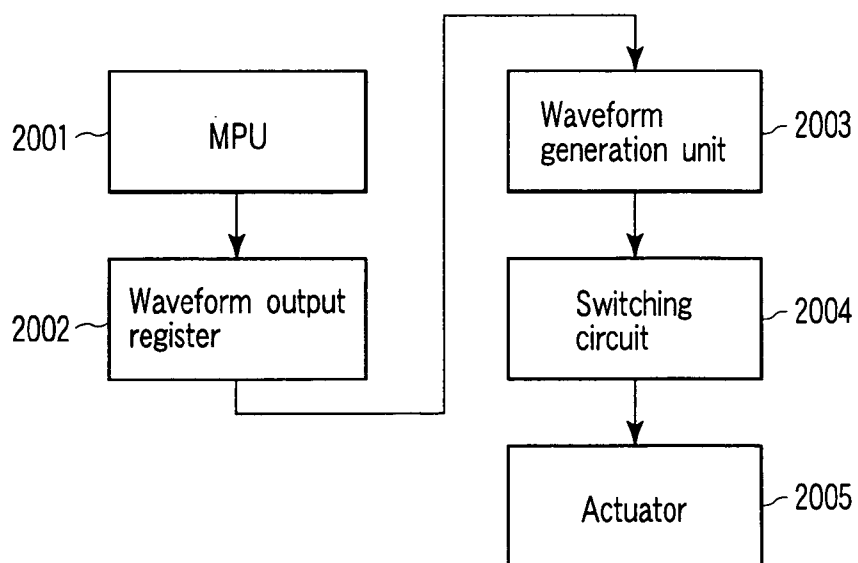 2001
MPU
2002
Waveform output
register
Waveform
generation unit
2003
Switching
circuit
2004
Actuator
2005